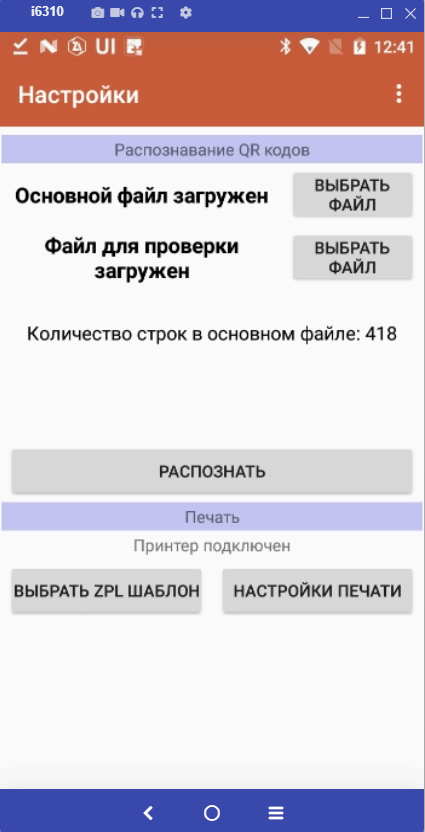 i6310
UI
12:41
Настройки
Распознавание QR кодов
Основной файл загружен
ВЫБРАТЬ
ФАЙЛ
Файл для проверки
загружен
ВЫБРАТЬ
ФАЙЛ
Количество строк в основном файле: 418
РАСПОЗНАТЬ
Печать
Принтер подключен
ВЫБРАТЬ ZPL ШАБЛОН
НАСТРОЙКИ ПЕЧАТИ